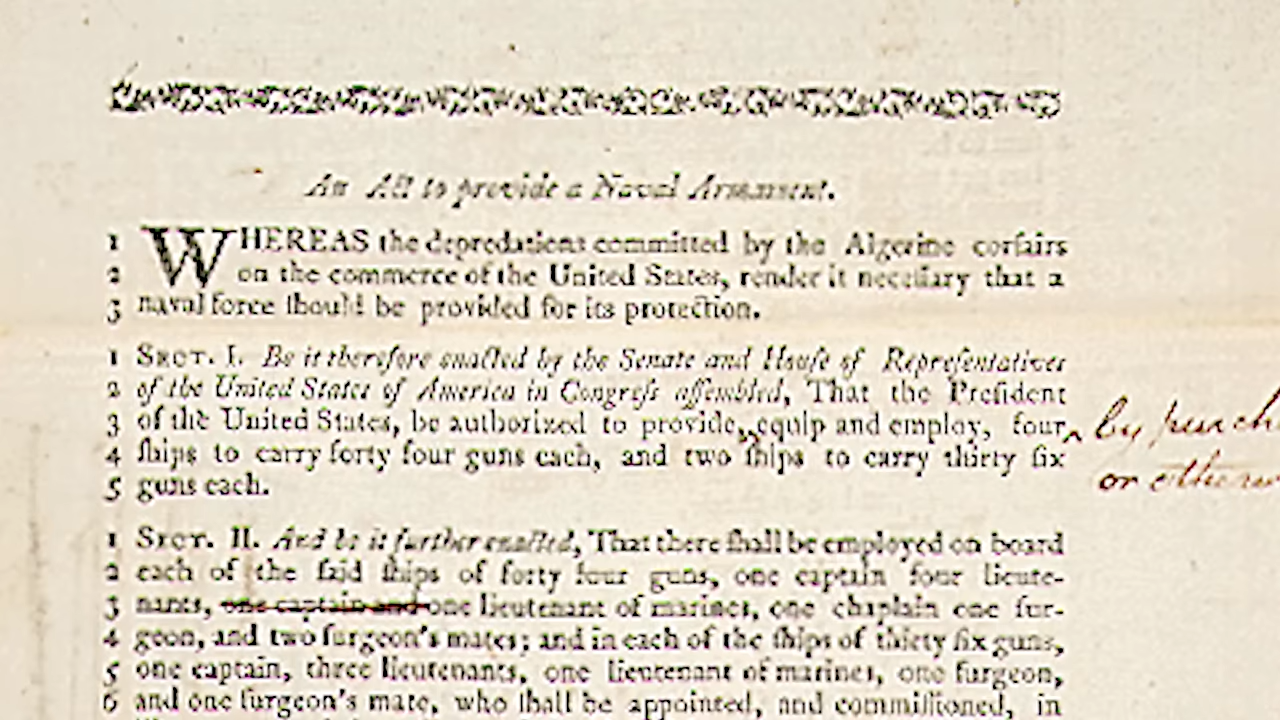 An Act to provide a Naval Armament.
1 WHEREAS the depredations committed by the Algerine corſairs
2 on the commerce of the United States, render it neceſſary that a
3 naval force ſhould be provided for its protection.
1 SECT. I. Be it therefore enacted by the Senate and Houſe of Repreſentatives
2 of the United States of America in Congreſs aſſembled, That the Preſident
3 of the United States, be authorized to provide,‸ equip and employ, four‸ by purch
4 ſhips to carry forty four guns each, and two ſhips to carry thirty ſix or otherw
5 guns each.
1 SECT. II. And be it further enacted, That there ſhall be employed on board
2 each of the ſaid ſhips of forty four guns, one captain four lieute-
3 nants, one captain and one lieutenant of marines, one chaplain one ſur-
4 geon, and two ſurgeon's mates; and in each of the ſhips of thirty ſix guns,
5 one captain, three lieutenants, one lieutenant of marines, one ſurgeon,
6 and one ſurgeon's mate, who ſhall be appointed, and commiſſioned, in